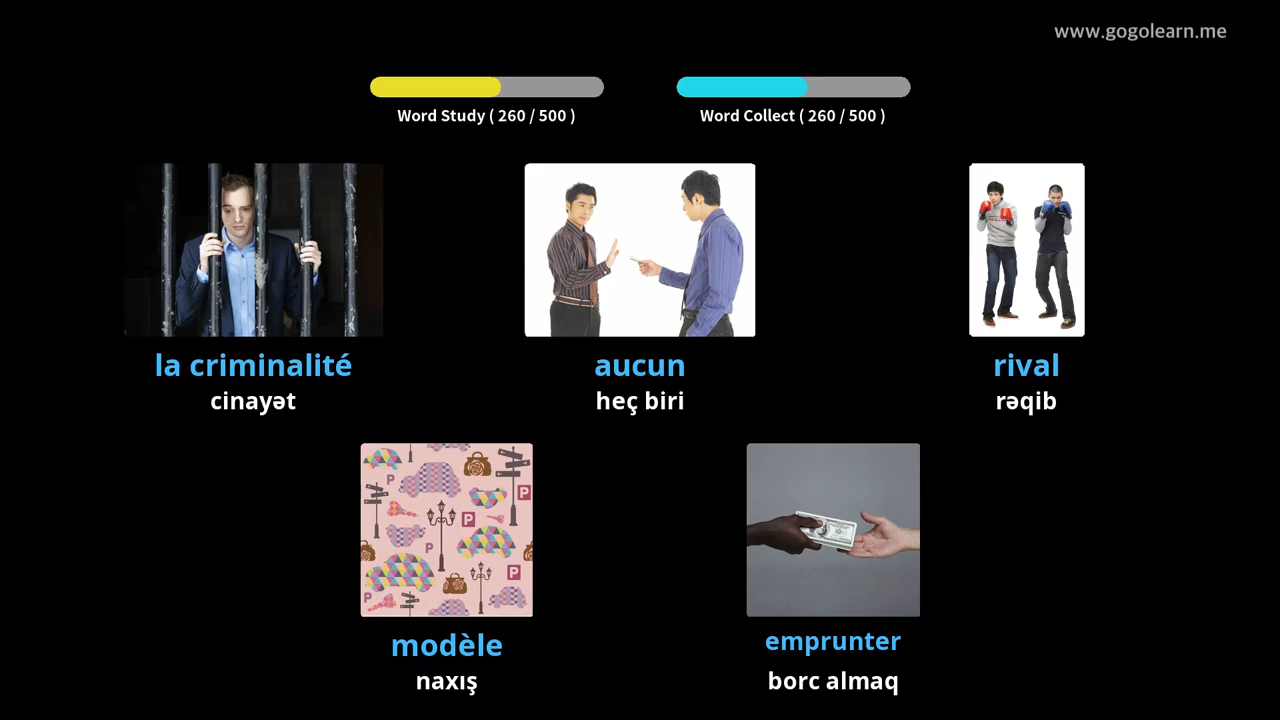 www.gogolearn.me
Word Study ( 260 / 500 )
Word Collect ( 260 / 500 )
la criminalité
cinayət
aucun
heç biri
rival
rəqib
P
P
P
P
P
P
modèle
naxış
emprunter
borc almaq